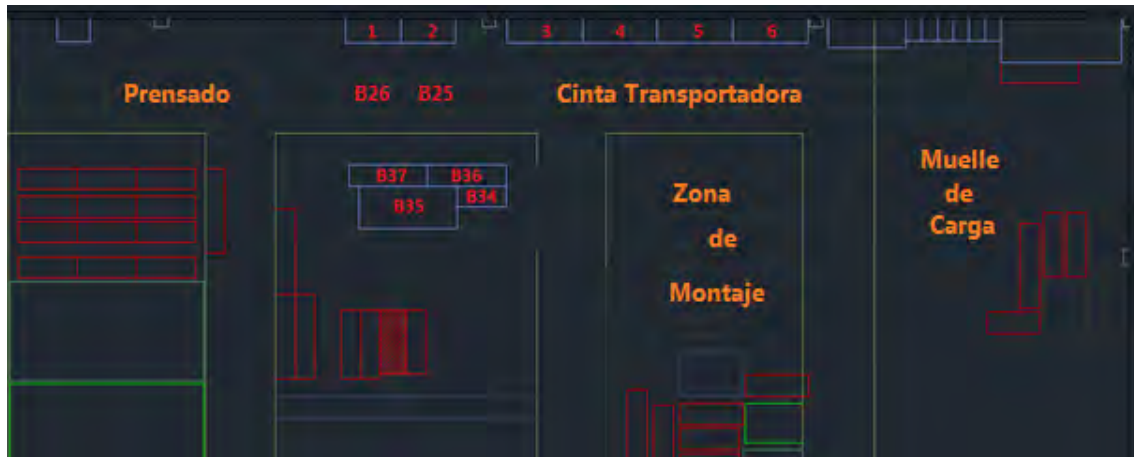 1 2 3 4 5 6
Prensado B26 B25 Cinta Transportadora
B37 B36
B35 B34
Zona
de
Montaje
Muelle
de
Carga